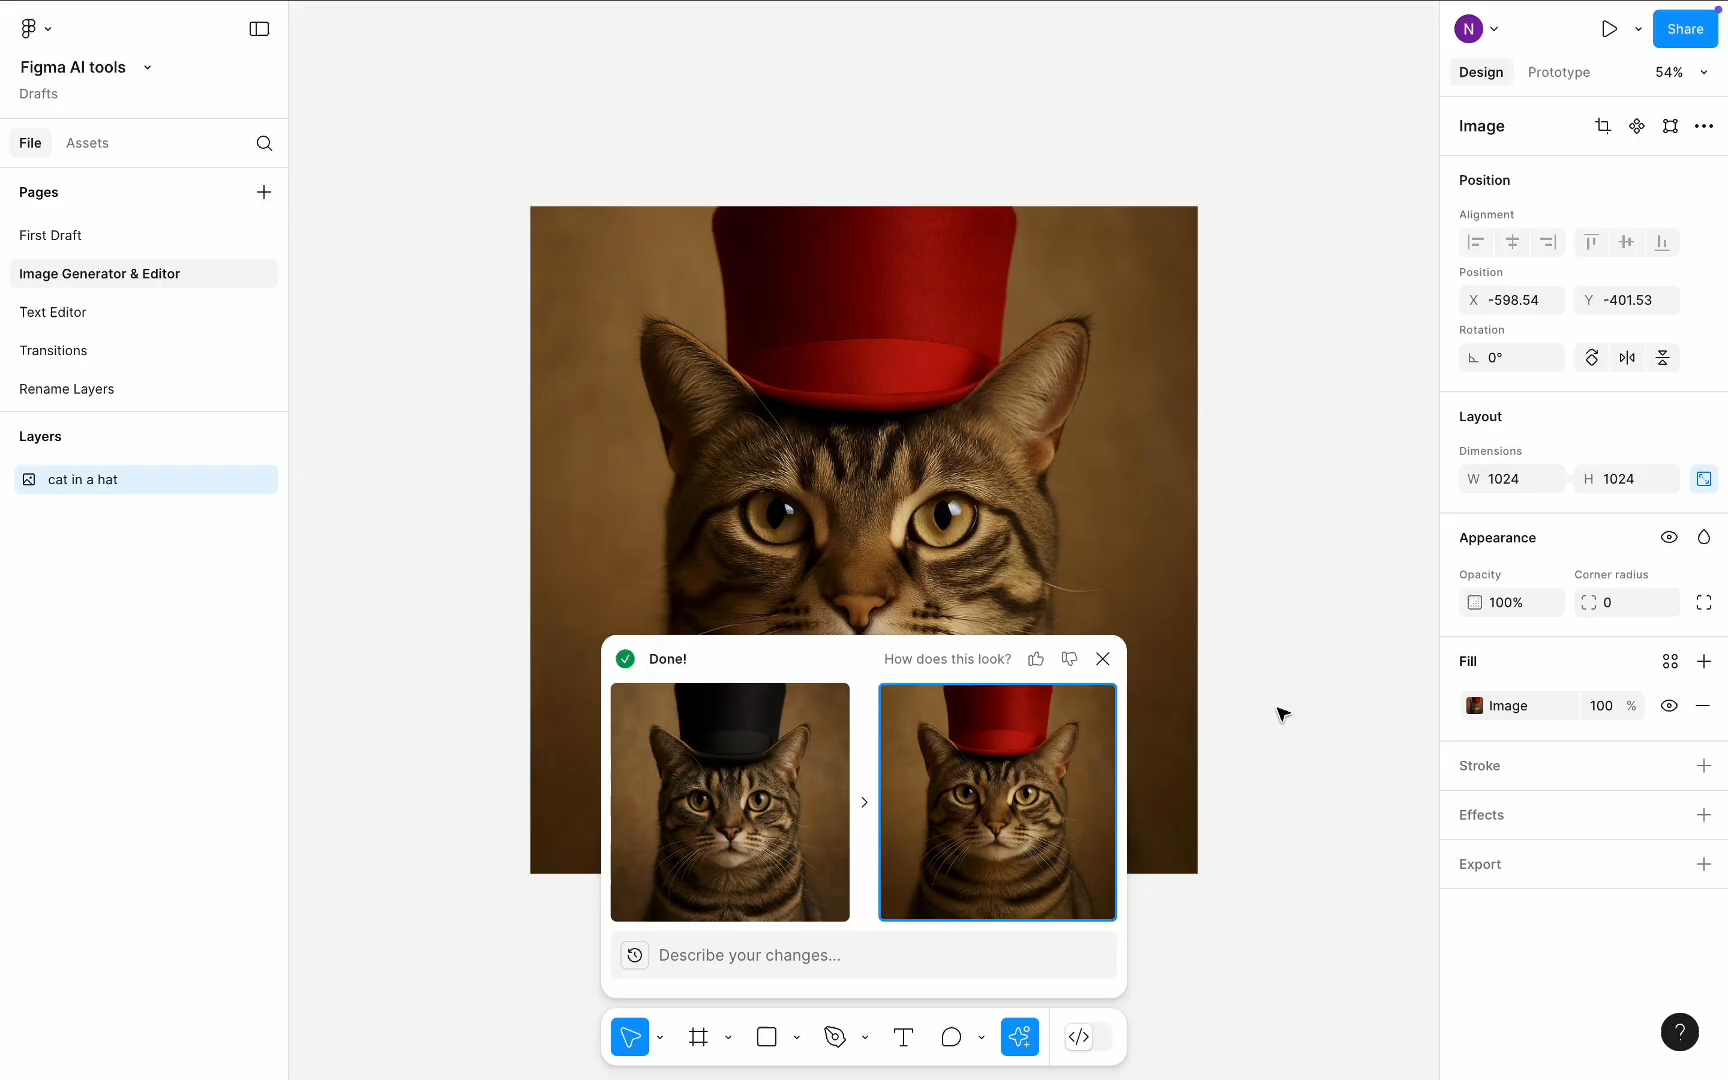 Figma AI tools
Drafts
File Assets
Pages
First Draft
Image Generator & Editor
Text Editor
Transitions
Rename Layers
Layers
cat in a hat
Done! How does this look?
Describe your changes...
N Share
Design Prototype 54%
Image
Position
Alignment
Position
X -598.54 Y -401.53
Rotation
0°
Layout
Dimensions
W 1024 H 1024
Appearance
Opacity Corner radius
100% 0
Fill
Image 100 %
Stroke
Effects
Export
?